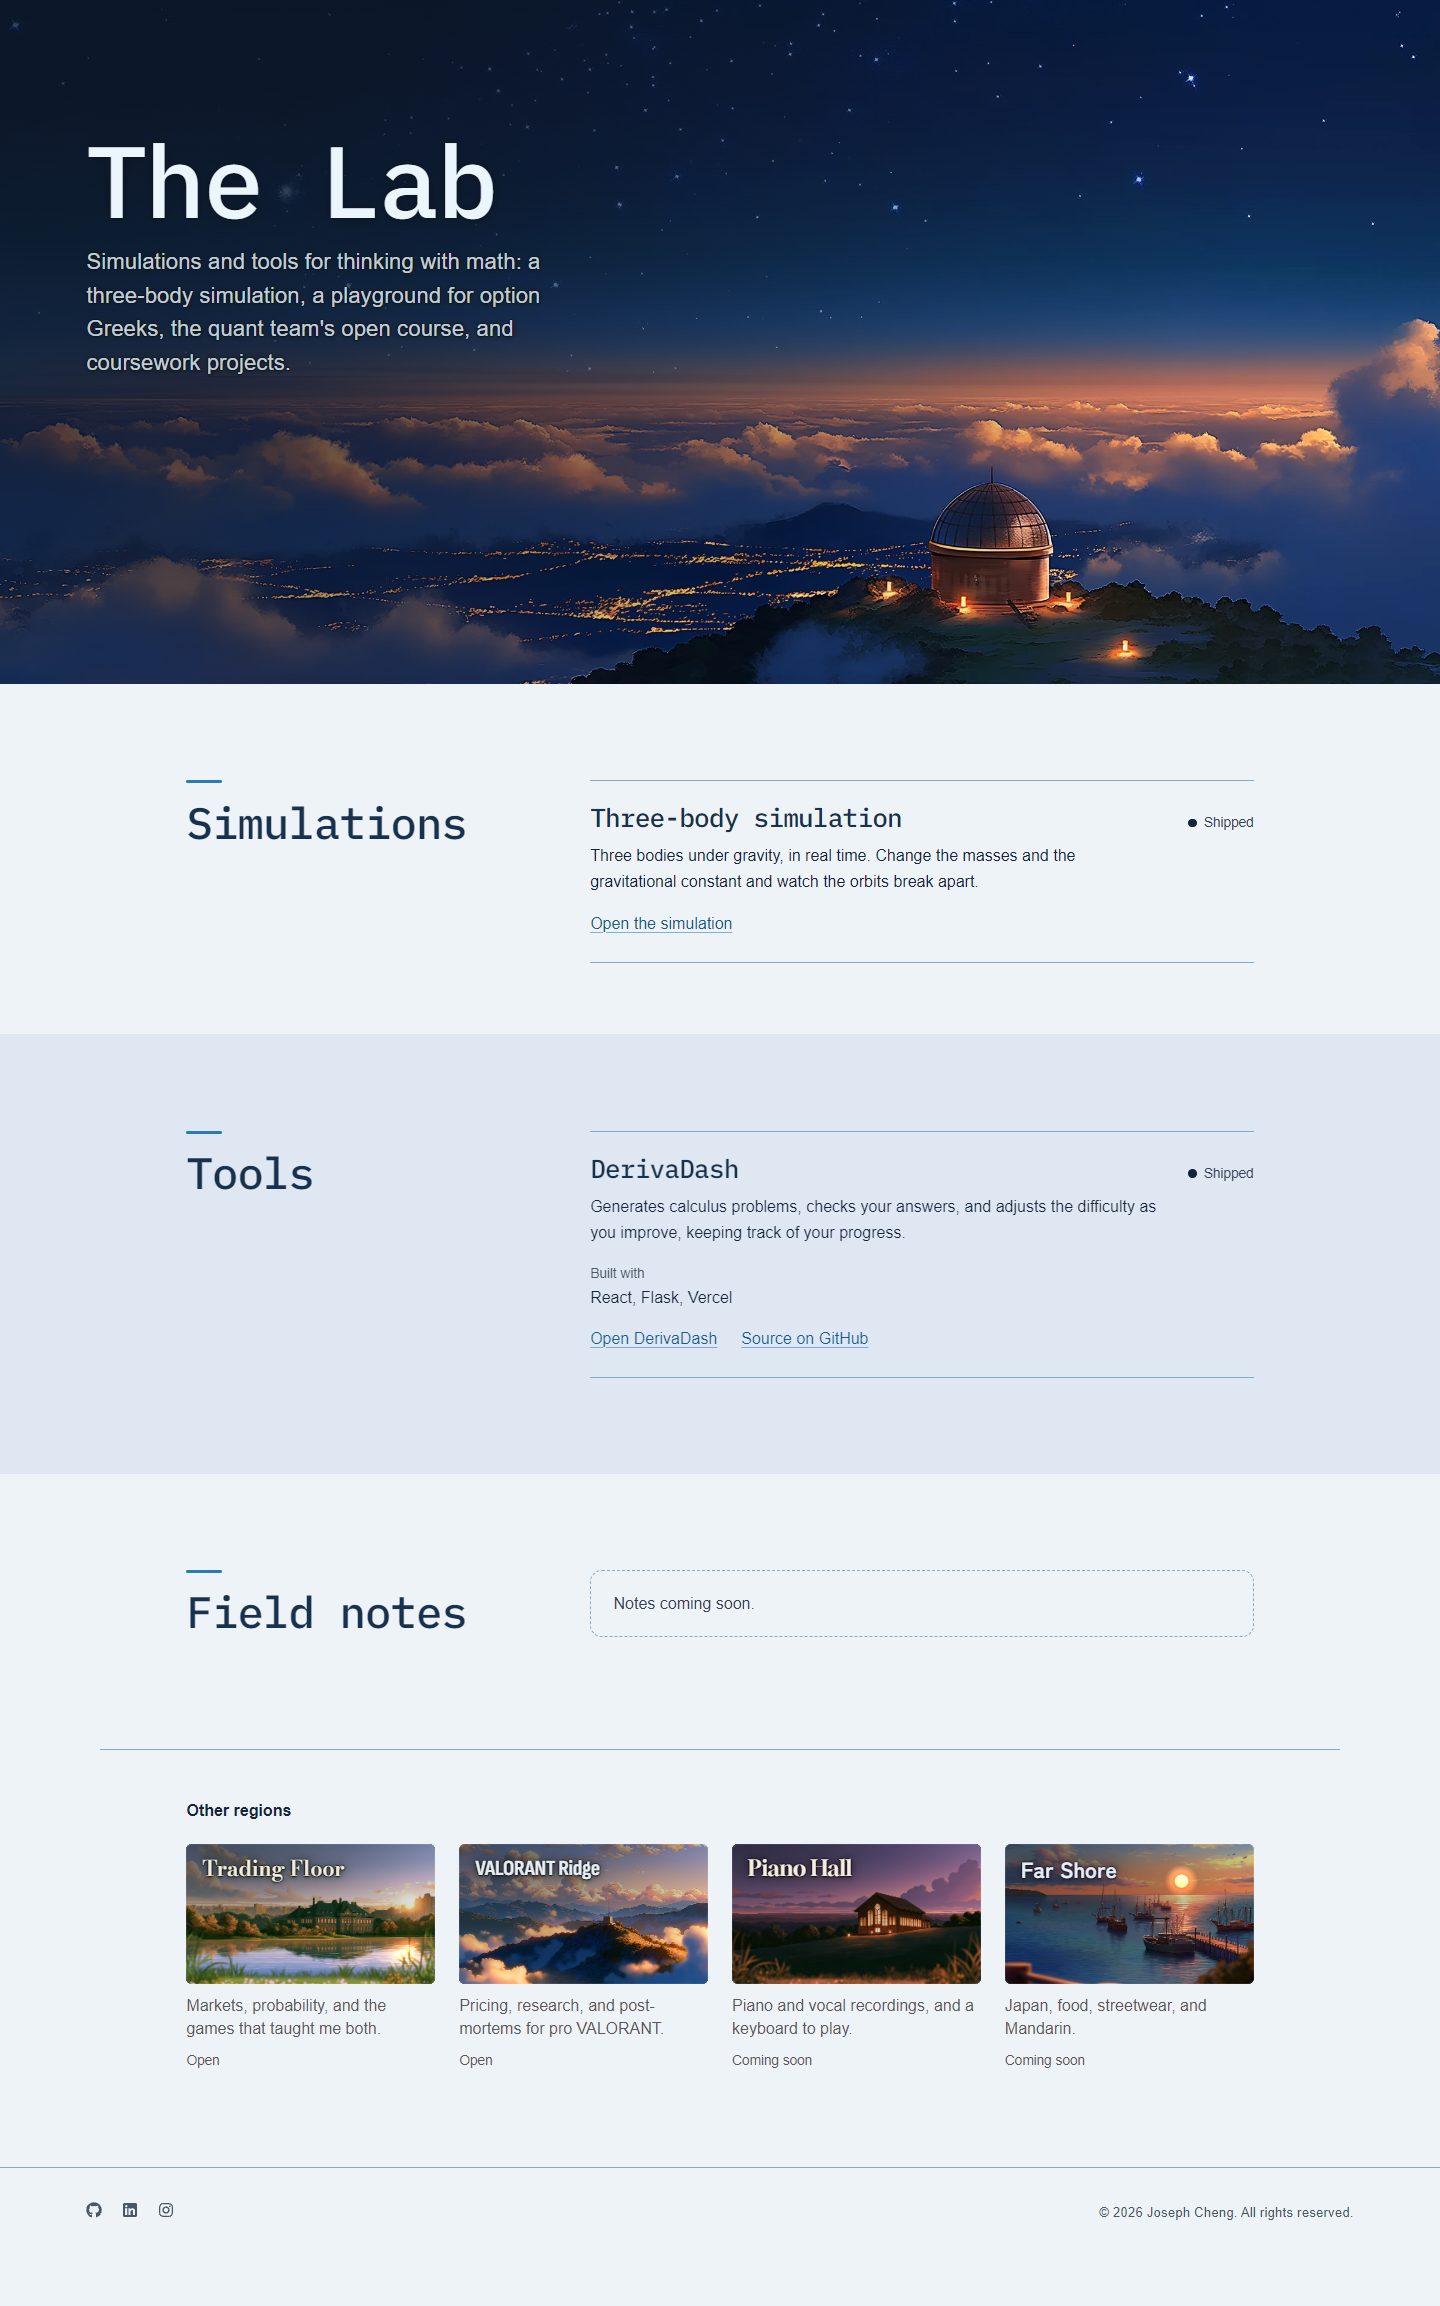 The Lab
Simulations and tools for thinking with math: a
three-body simulation, a playground for option
Greeks, the quant team's open course, and
coursework projects.
Simulations
Three-body simulation
Shipped
Three bodies under gravity, in real time. Change the masses and the
gravitational constant and watch the orbits break apart.
Open the simulation
Tools
DerivaDash
Shipped
Generates calculus problems, checks your answers, and adjusts the difficulty as
you improve, keeping track of your progress.
Built with
React, Flask, Vercel
Open DerivaDash
Source on GitHub
Field notes
Notes coming soon.
Other regions
Trading Floor
Markets, probability, and the
games that taught me both.
Open
VALORANT Ridge
Pricing, research, and post-
mortems for pro VALORANT.
Open
Piano Hall
Piano and vocal recordings, and a
keyboard to play.
Coming soon
Far Shore
Japan, food, streetwear, and
Mandarin.
Coming soon
© 2026 Joseph Cheng. All rights reserved.